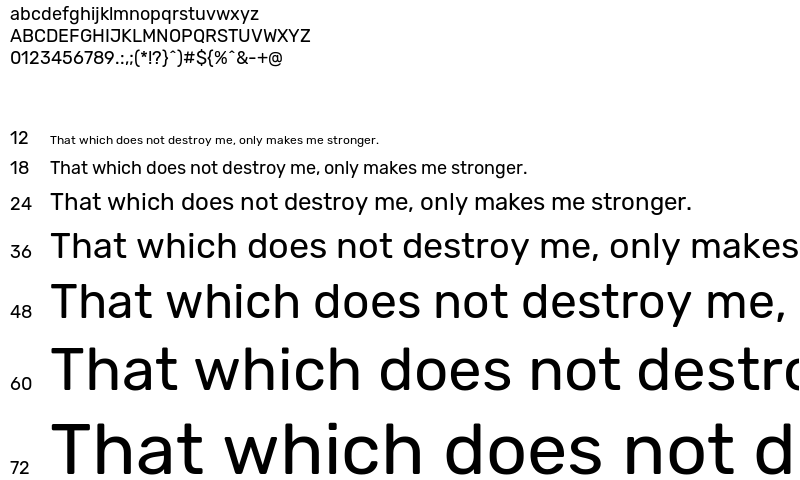 abcdefghijklmnopqrstuvwxyz
ABCDEFGHIJKLMNOPQRSTUVWXYZ
0123456789.:,;(*!?}^)#${%^&-+@
12 That which does not destroy me, only makes me stronger.
18 That which does not destroy me, only makes me stronger.
24 That which does not destroy me, only makes me stronger.
36 That which does not destroy me, only makes
48 That which does not destroy me,
60 That which does not destro
72 That which does not d